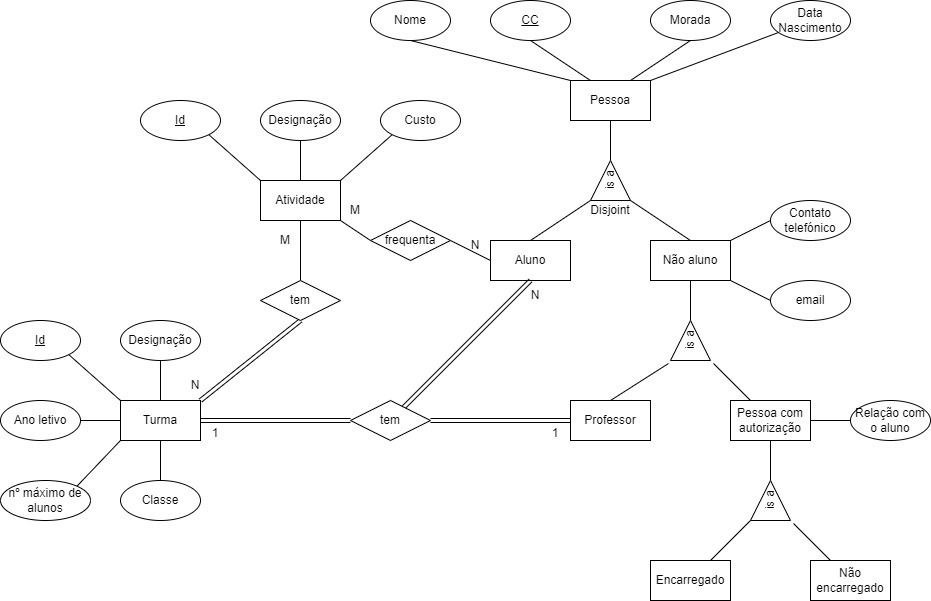 Nome
CC
Morada
Data
Nascimento
Pessoa
Id
Designação
Custo
is a
Atividade
M
Disjoint
Contato
telefónico
M
frequenta
N
Aluno
Não aluno
tem
N
email
Id
Designação
is a
N
Ano letivo
Turma
1
tem
1
Professor
Pessoa com
autorização
Relação com
o aluno
nº máximo de
alunos
Classe
is a
Encarregado
Não
encarregado